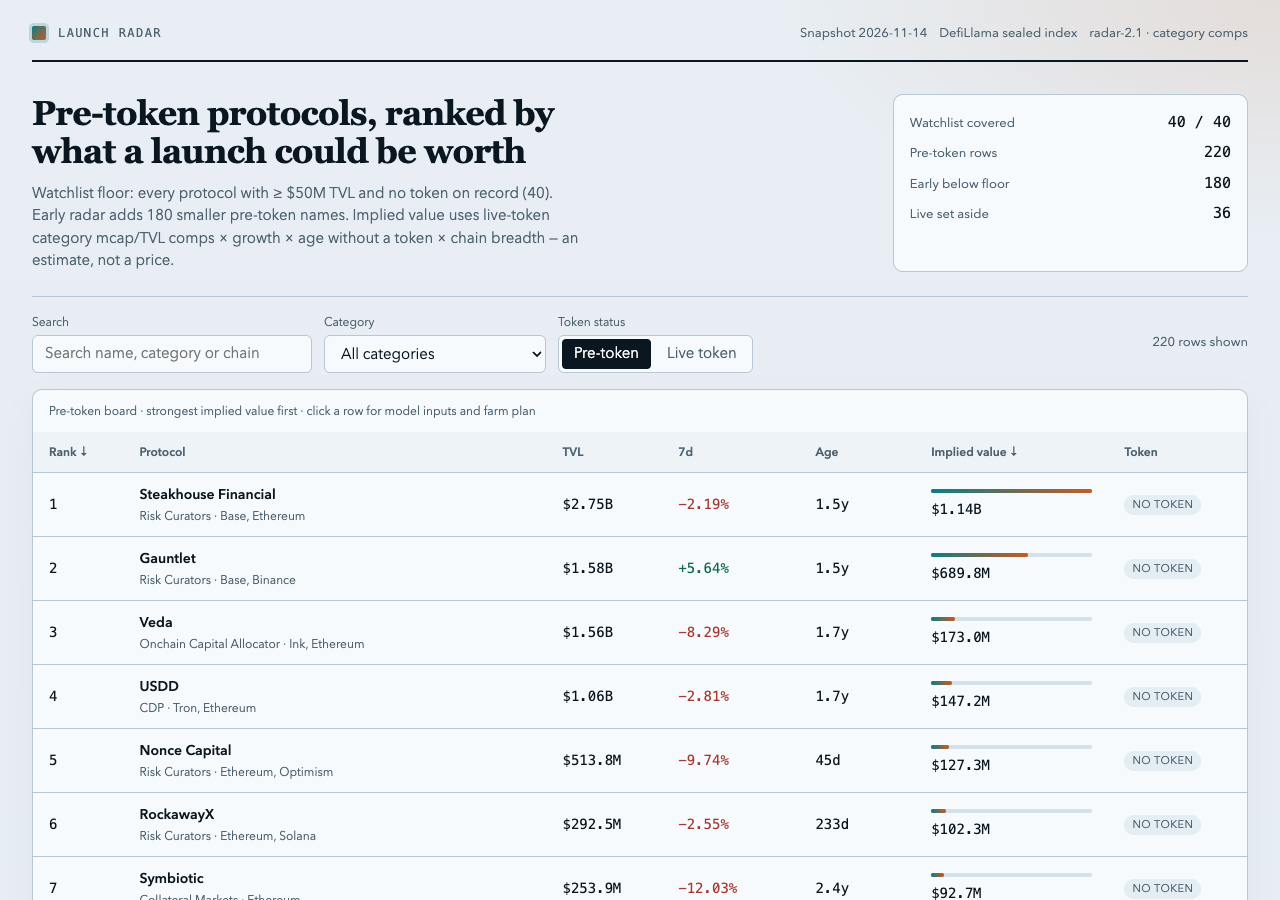 LAUNCH RADAR
Snapshot 2026-11-14 DefiLlama sealed index radar-2.1 · category comps
Pre-token protocols, ranked by
what a launch could be worth
Watchlist floor: every protocol with ≥ $50M TVL and no token on record (40).
Early radar adds 180 smaller pre-token names. Implied value uses live-token
category mcap/TVL comps × growth × age without a token × chain breadth — an
estimate, not a price.
Watchlist covered 40 / 40
Pre-token rows 220
Early below floor 180
Live set aside 36
Search
Category
Token status
Search name, category or chain
All categories
Pre-token
Live token
220 rows shown
Pre-token board · strongest implied value first · click a row for model inputs and farm plan
Rank ↓ Protocol TVL 7d Age Implied value ↓ Token
1 Steakhouse Financial $2.75B −2.19% 1.5y $1.14B NO TOKEN
Risk Curators · Base, Ethereum
2 Gauntlet $1.58B +5.64% 1.5y $689.8M NO TOKEN
Risk Curators · Base, Binance
3 Veda $1.56B −8.29% 1.7y $173.0M NO TOKEN
Onchain Capital Allocator · Ink, Ethereum
4 USDD $1.06B −2.81% 1.7y $147.2M NO TOKEN
CDP · Tron, Ethereum
5 Nonce Capital $513.8M −9.74% 45d $127.3M NO TOKEN
Risk Curators · Ethereum, Optimism
6 RockawayX $292.5M −2.55% 233d $102.3M NO TOKEN
Risk Curators · Ethereum, Solana
7 Symbiotic $253.9M −12.03% 2.4y $92.7M NO TOKEN
Collateral Markets · Ethereum